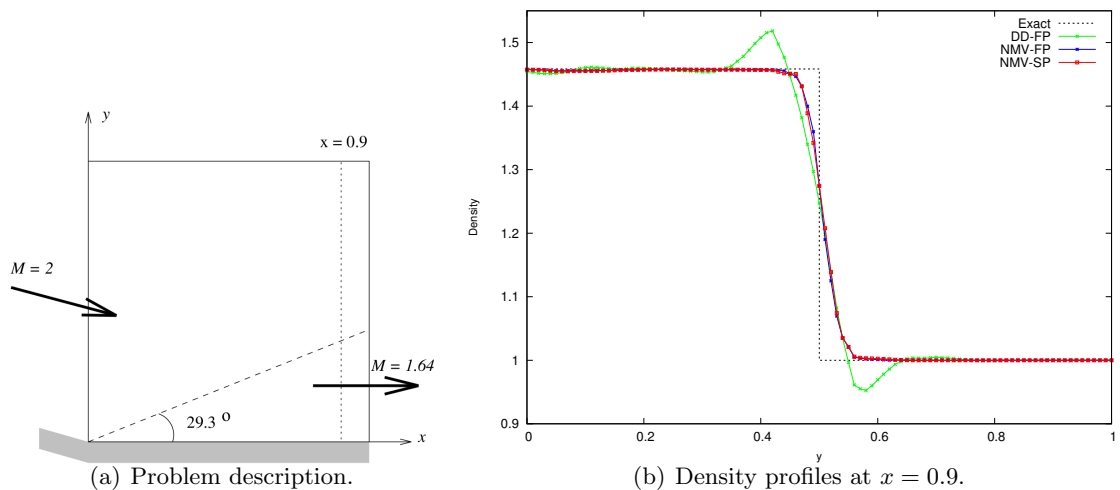 y
x = 0.9
M = 2
M = 1.64
29.3 o
x
(a) Problem description.
1.5
1.4
1.3
1.2
1.1
1
0.9
Density
0
0.2
0.4
0.6
0.8
1
y
Exact
DD-FP
NMV-FP
NMV-SP
(b) Density profiles at x = 0.9.